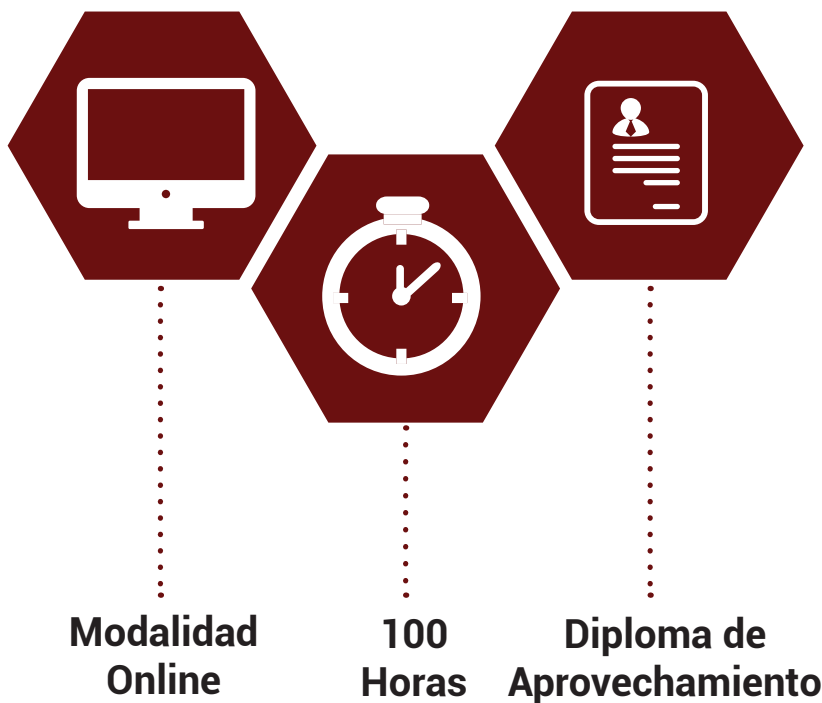 Modalidad
Online
100
Horas
Diploma de
Aprovechamiento